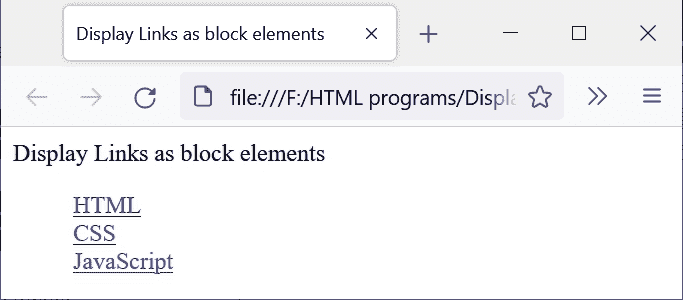 Display Links as block elements
file:///F:/HTML programs/Displa
Display Links as block elements
HTML
CSS
JavaScript